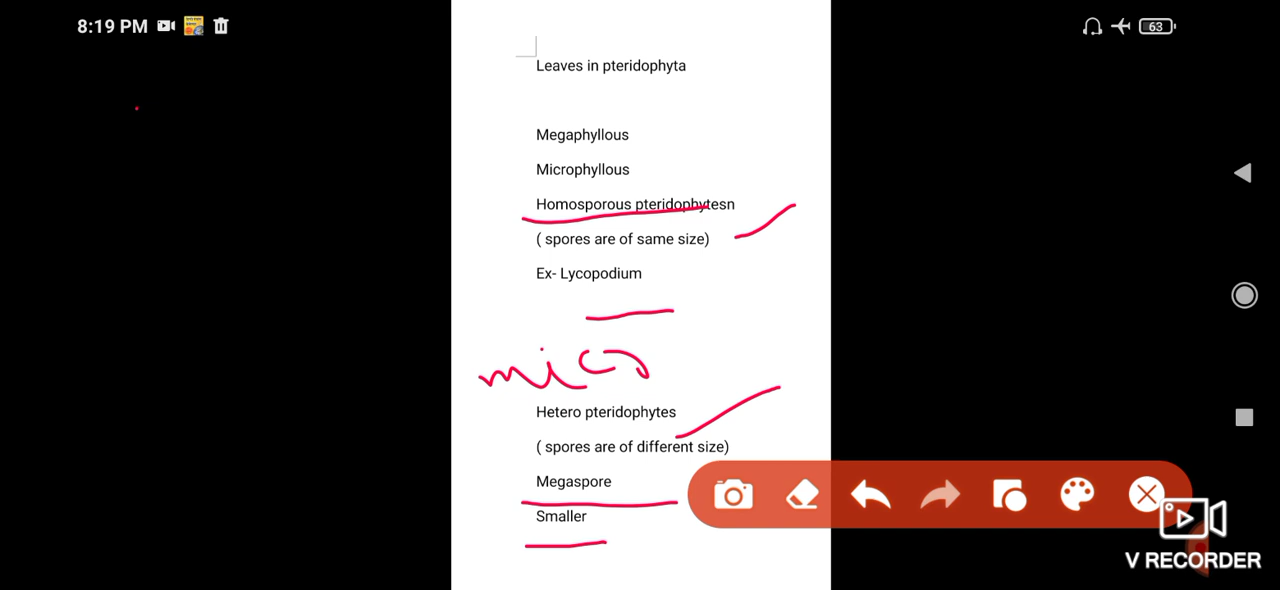 8:19 PM
63
Leaves in pteridophyta
Megaphyllous
Microphyllous
Homosporous pteridophytesn
( spores are of same size)
Ex- Lycopodium
Hetero pteridophytes
( spores are of different size)
Megaspore
Smaller
V RECORDER